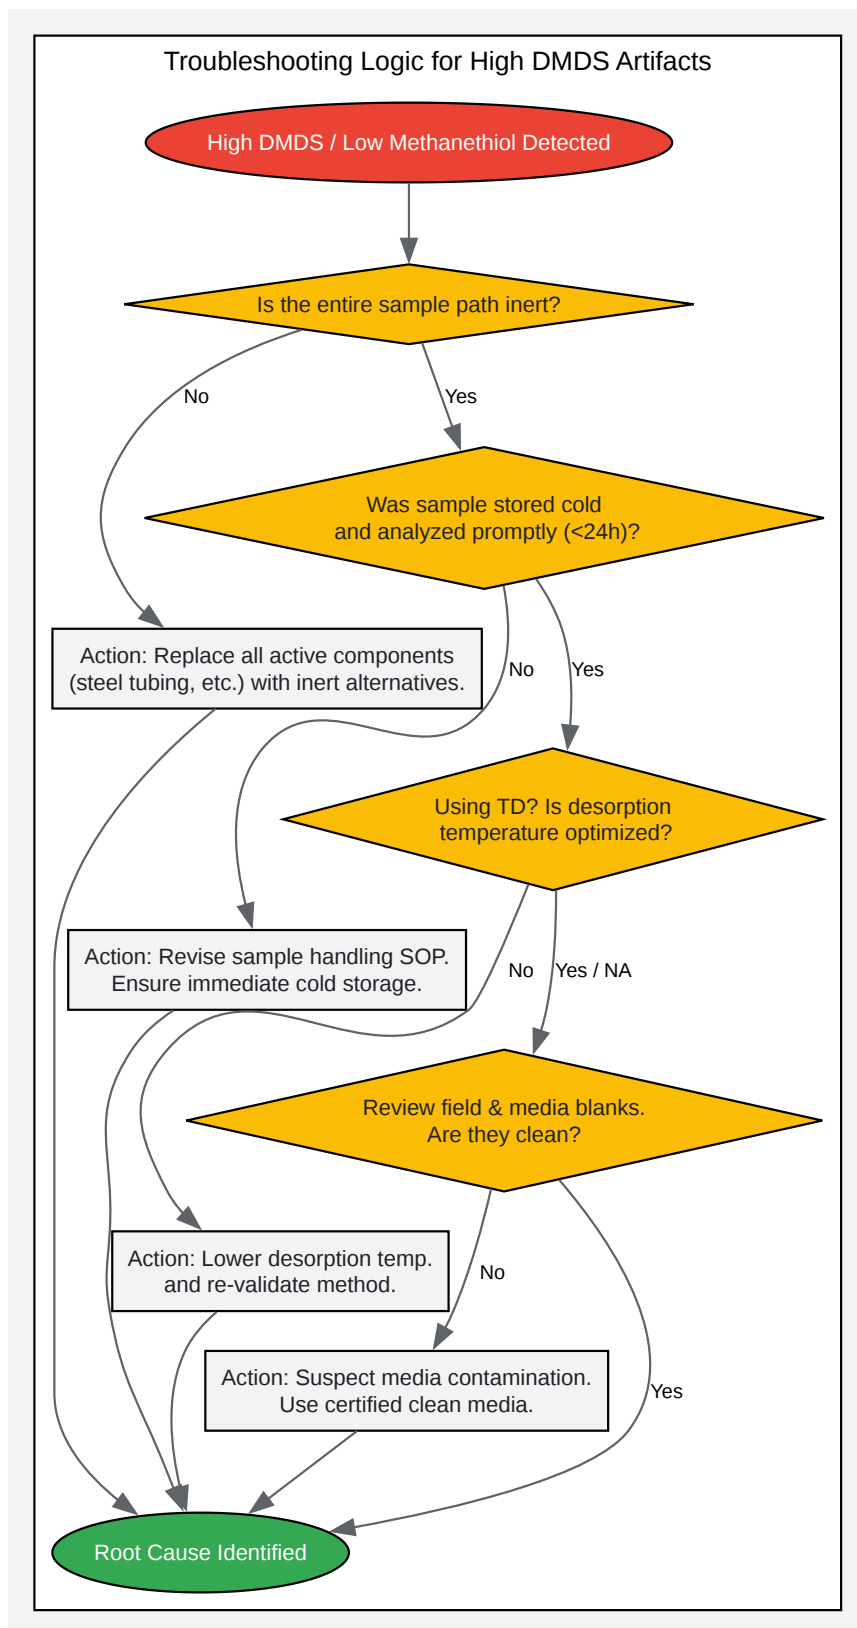 Troubleshooting Logic for High DMDS Artifacts
High DMDS / Low Methanethiol Detected
Is the entire sample path inert?
No
Yes
Was sample stored cold
and analyzed promptly (<24h)?
Action: Replace all active components
(steel tubing, etc.) with inert alternatives.
No
Yes
Using TD? Is desorption
temperature optimized?
Action: Revise sample handling SOP.
Ensure immediate cold storage.
No
Yes / NA
Review field & media blanks.
Are they clean?
Action: Lower desorption temp.
and re-validate method.
No
Action: Suspect media contamination.
Use certified clean media.
Yes
Root Cause Identified